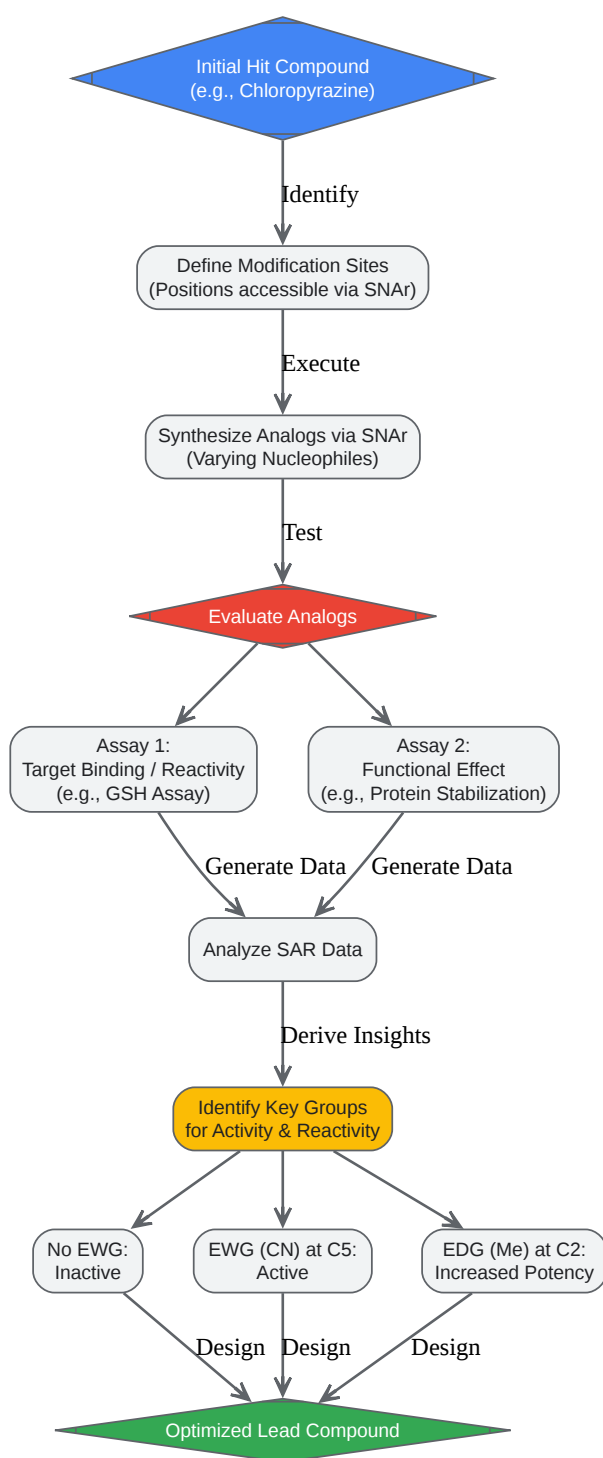 Initial Hit Compound
(e.g., Chloropyrazine)
Identify
Define Modification Sites
(Positions accessible via SNAr)
Execute
Synthesize Analogs via SNAr
(Varying Nucleophiles)
Test
Evaluate Analogs
Assay 1:
Target Binding / Reactivity
(e.g., GSH Assay)
Assay 2:
Functional Effect
(e.g., Protein Stabilization)
Generate Data
Generate Data
Analyze SAR Data
Derive Insights
Identify Key Groups
for Activity & Reactivity
No EWG:
Inactive
EWG (CN) at C5:
Active
EDG (Me) at C2:
Increased Potency
Design
Design
Design
Optimized Lead Compound